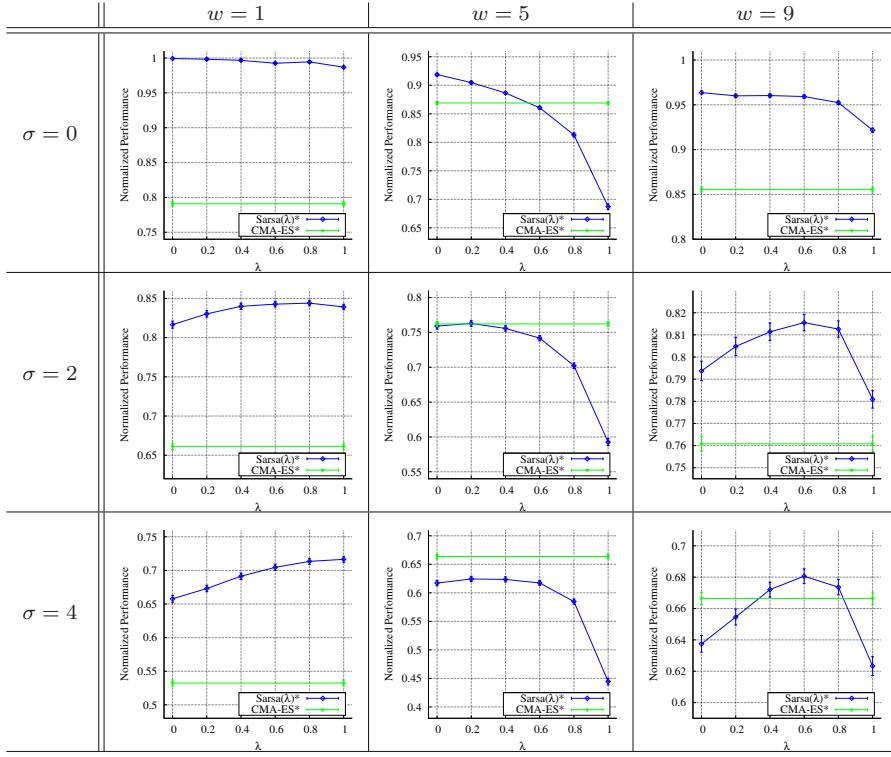 w = 1
w = 5
w = 9
σ = 0
Normalized Performance
1
0.95
0.9
0.85
0.8
0.75
0 0.2 0.4 0.6 0.8 1
λ
Sarsa(λ)*
CMA-ES*
Normalized Performance
0.95
0.9
0.85
0.8
0.75
0.7
0.65
0 0.2 0.4 0.6 0.8 1
λ
Sarsa(λ)*
CMA-ES*
Normalized Performance
1
0.95
0.9
0.85
0.8
0 0.2 0.4 0.6 0.8 1
λ
Sarsa(λ)*
CMA-ES*
σ = 2
Normalized Performance
0.85
0.8
0.75
0.7
0.65
0 0.2 0.4 0.6 0.8 1
λ
Sarsa(λ)*
CMA-ES*
Normalized Performance
0.8
0.75
0.7
0.65
0.6
0.55
0 0.2 0.4 0.6 0.8 1
λ
Sarsa(λ)*
CMA-ES*
Normalized Performance
0.82
0.81
0.8
0.79
0.78
0.77
0.76
0.75
0 0.2 0.4 0.6 0.8 1
λ
Sarsa(λ)*
CMA-ES*
σ = 4
Normalized Performance
0.75
0.7
0.65
0.6
0.55
0.5
0 0.2 0.4 0.6 0.8 1
λ
Sarsa(λ)*
CMA-ES*
Normalized Performance
0.7
0.65
0.6
0.55
0.5
0.45
0.4
0 0.2 0.4 0.6 0.8 1
λ
Sarsa(λ)*
CMA-ES*
Normalized Performance
0.7
0.68
0.66
0.64
0.62
0.6
0 0.2 0.4 0.6 0.8 1
λ
Sarsa(λ)*
CMA-ES*